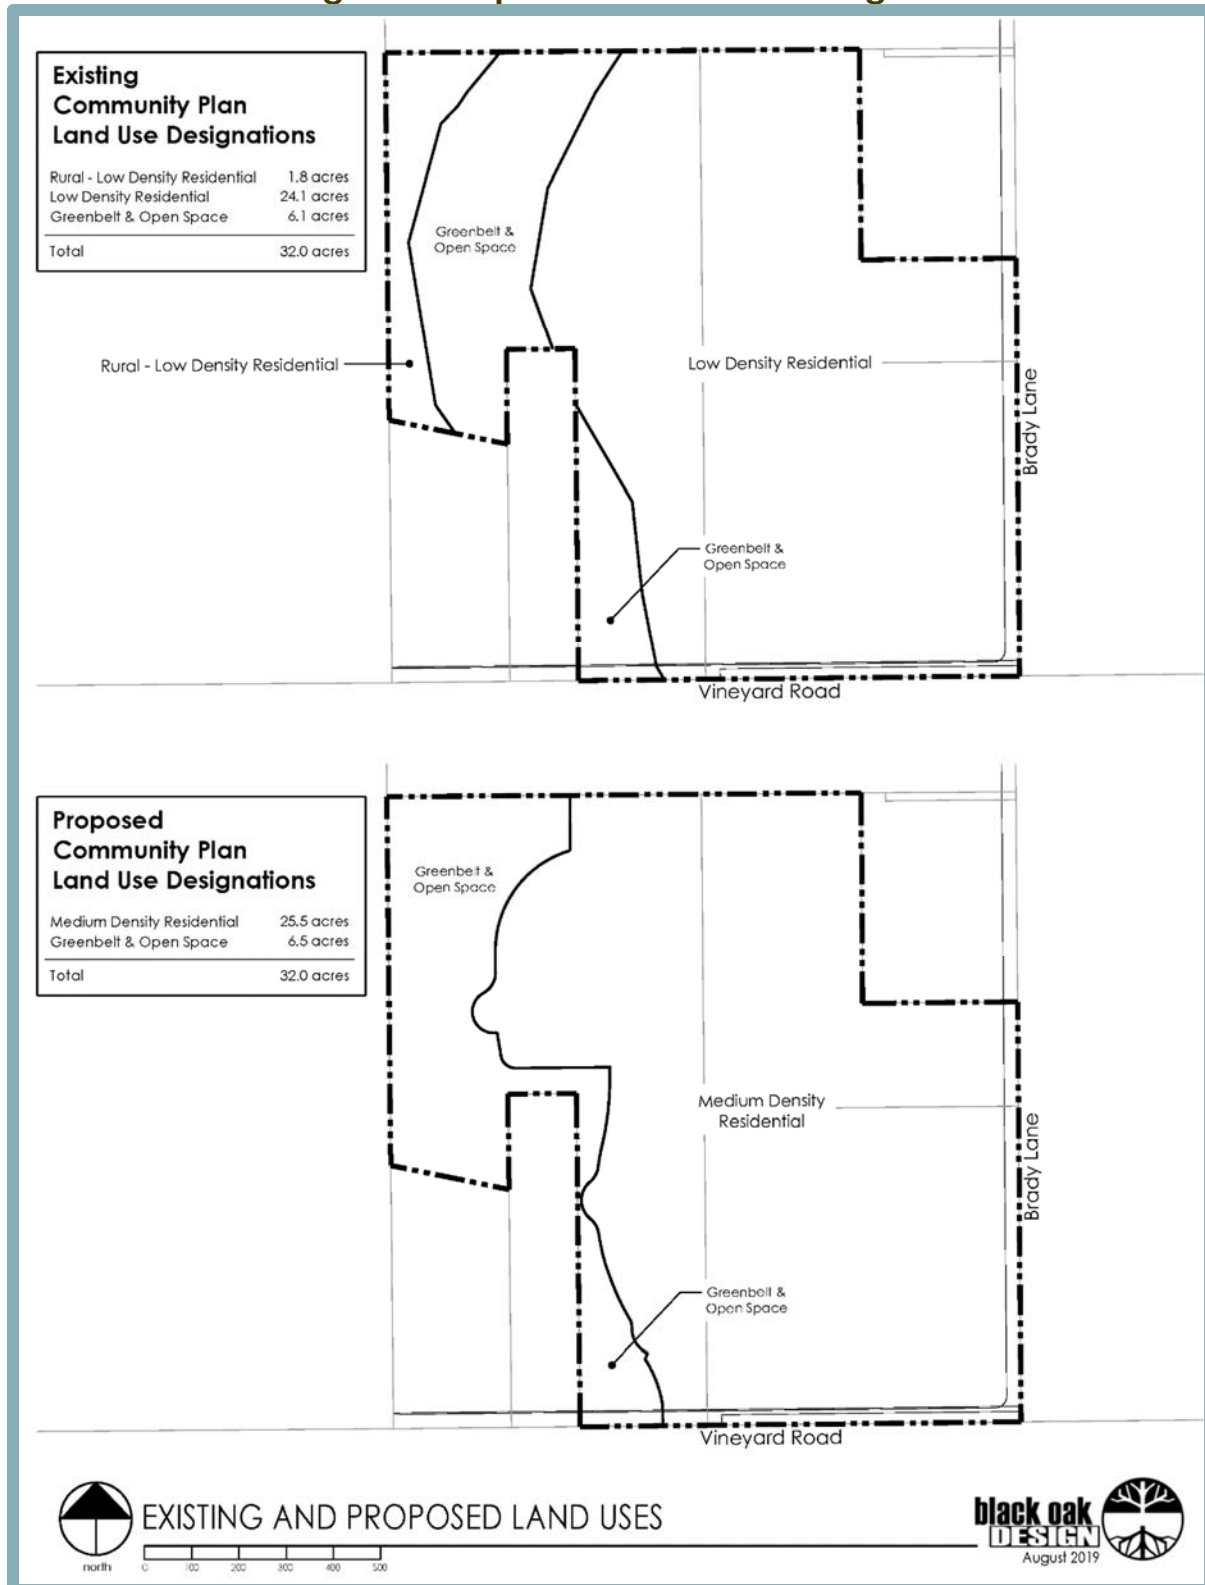 Existing
Community Plan
Land Use Designations
Rural - Low Density Residential 1.8 acres
Low Density Residential 24.1 acres
Greenbelt & Open Space 6.1 acres
Total 32.0 acres
Greenbelt &
Open Space
Rural - Low Density Residential
Low Density Residential
Brady Lane
Greenbelt &
Open Space
Vineyard Road
Proposed
Community Plan
Land Use Designations
Medium Density Residential 25.5 acres
Greenbelt & Open Space 6.5 acres
Total 32.0 acres
Greenbelt &
Open Space
Medium Density
Residential
Brady Lane
Greenbelt &
Open Space
Vineyard Road
EXISTING AND PROPOSED LAND USES
north
0 100 200 300 400 500
black oak
DESIGN
August 2019